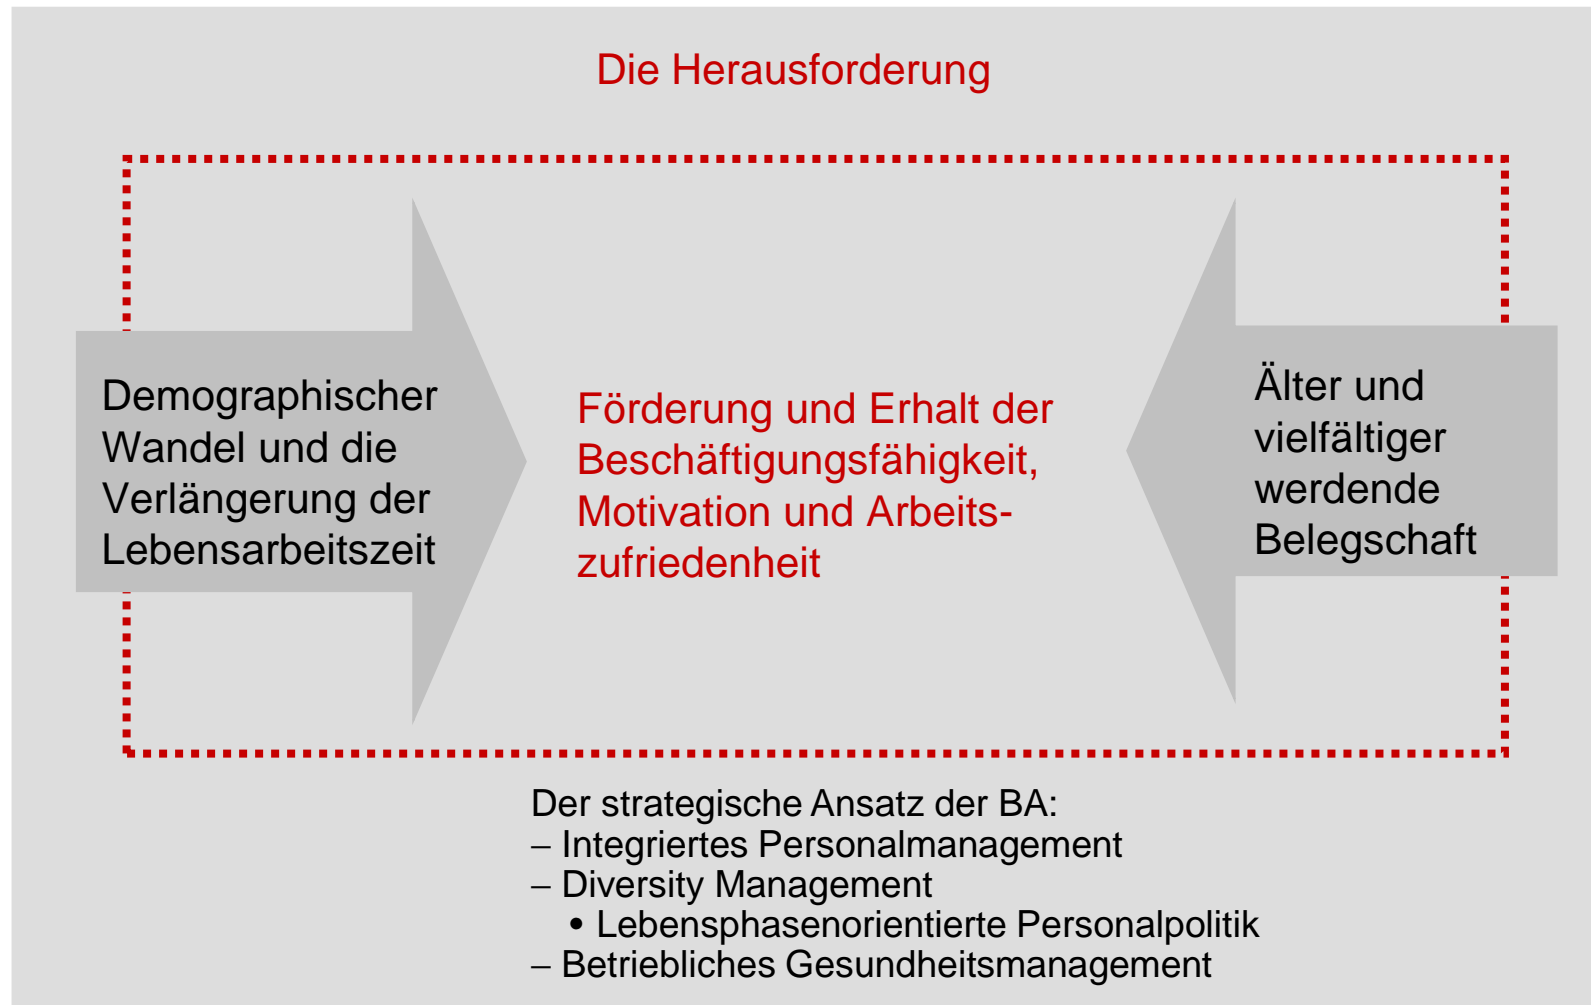 Die Herausforderung
Demographischer
Wandel und die
Verlängerung der
Lebensarbeitszeit
Förderung und Erhalt der
Beschäftigungsfähigkeit,
Motivation und Arbeits-
zufriedenheit
Älter und
vielfältiger
werdende
Belegschaft
Der strategische Ansatz der BA:
– Integriertes Personalmanagement
– Diversity Management
• Lebensphasenorientierte Personalpolitik
– Betriebliches Gesundheitsmanagement